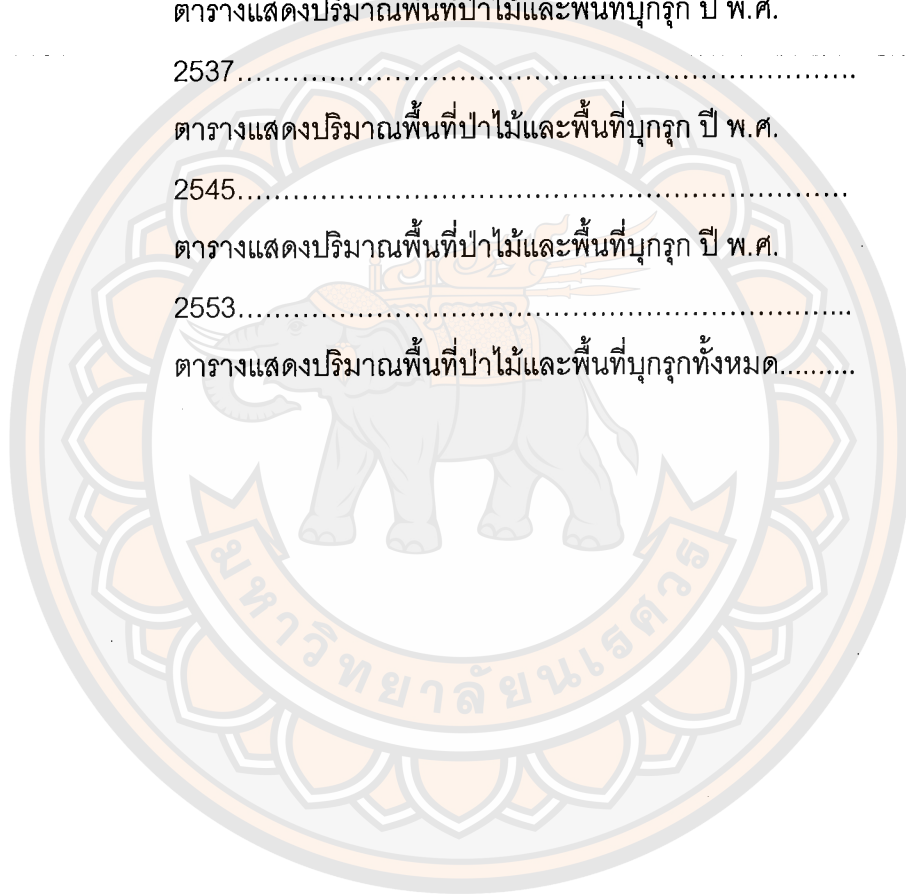 ตารางแสดงปริมาณพื้นที่ป่าไม้และพื้นที่บุกรุก ปี พ.ศ.
2537.....................................................................
ตารางแสดงปริมาณพื้นที่ป่าไม้และพื้นที่บุกรุก ปี พ.ศ.
2545....................................................................
ตารางแสดงปริมาณพื้นที่ป่าไม้และพื้นที่บุกรุก ปี พ.ศ.
2553....................................................................
ตารางแสดงปริมาณพื้นที่ป่าไม้และพื้นที่บุกรุกทั้งหมด..........
มหาวิทยาลัยนเรศวร